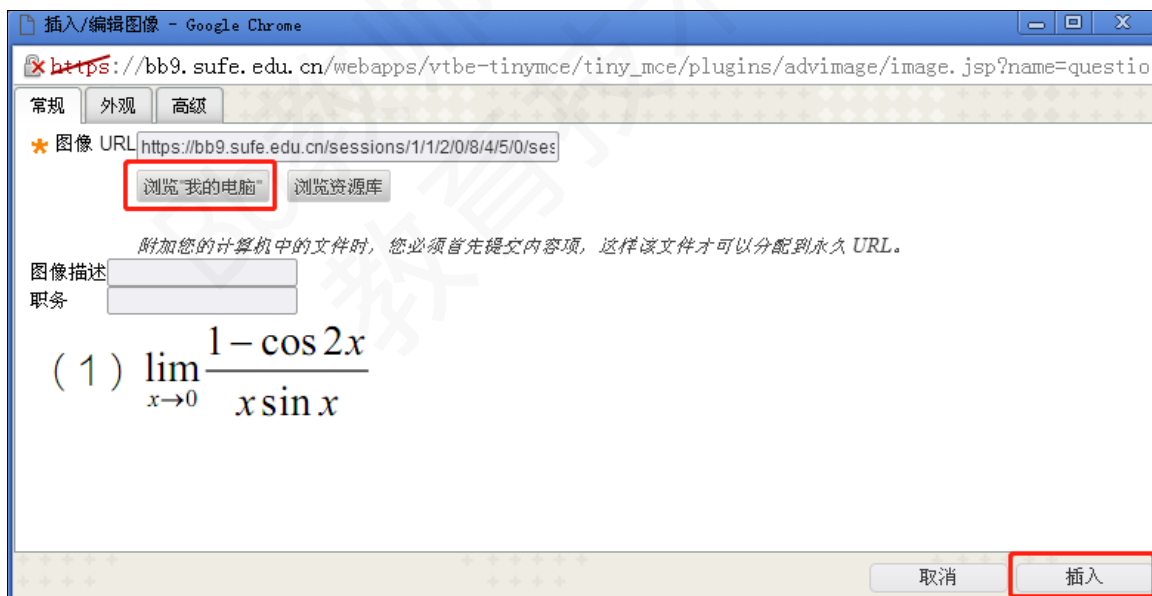 插入/编辑图像 - Google Chrome
https://bb9.sufe.edu.cn/webapps/vtbe-tinymce/tiny_mce/plugins/advimage/image.jsp?name=questio
常规 外观 高级
* 图像 URL https://bb9.sufe.edu.cn/sessions/1/1/2/0/8/4/5/0/ses
浏览"我的电脑" 浏览资源库
附加您的计算机中的文件时，您必须首先提交内容项，这样该文件才可以分配到永久 URL。
图像描述
职务
（1） lim x→0 (1 − cos 2x)/(x sin x)
取消 插入